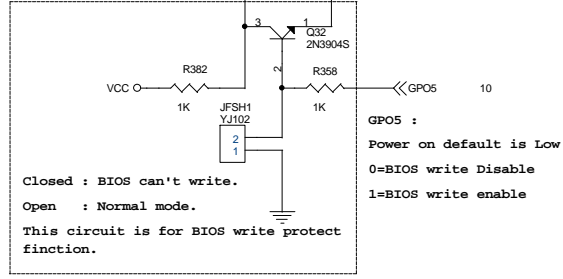 3
1
Q32
2N3904S
2
R382
R358
VCC
GPO5
10
1K
JFSH1
1K
YJ102
2
1
GPO5 :
Power on default is Low
0=BIOS write Disable
1=BIOS write enable
Closed : BIOS can't write.
Open : Normal mode.
This circuit is for BIOS write protect
finction.